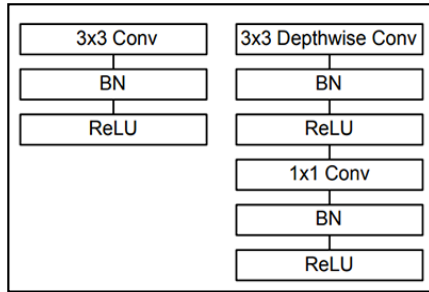 3x3 Conv
BN
ReLU
3x3 Depthwise Conv
BN
ReLU
1x1 Conv
BN
ReLU